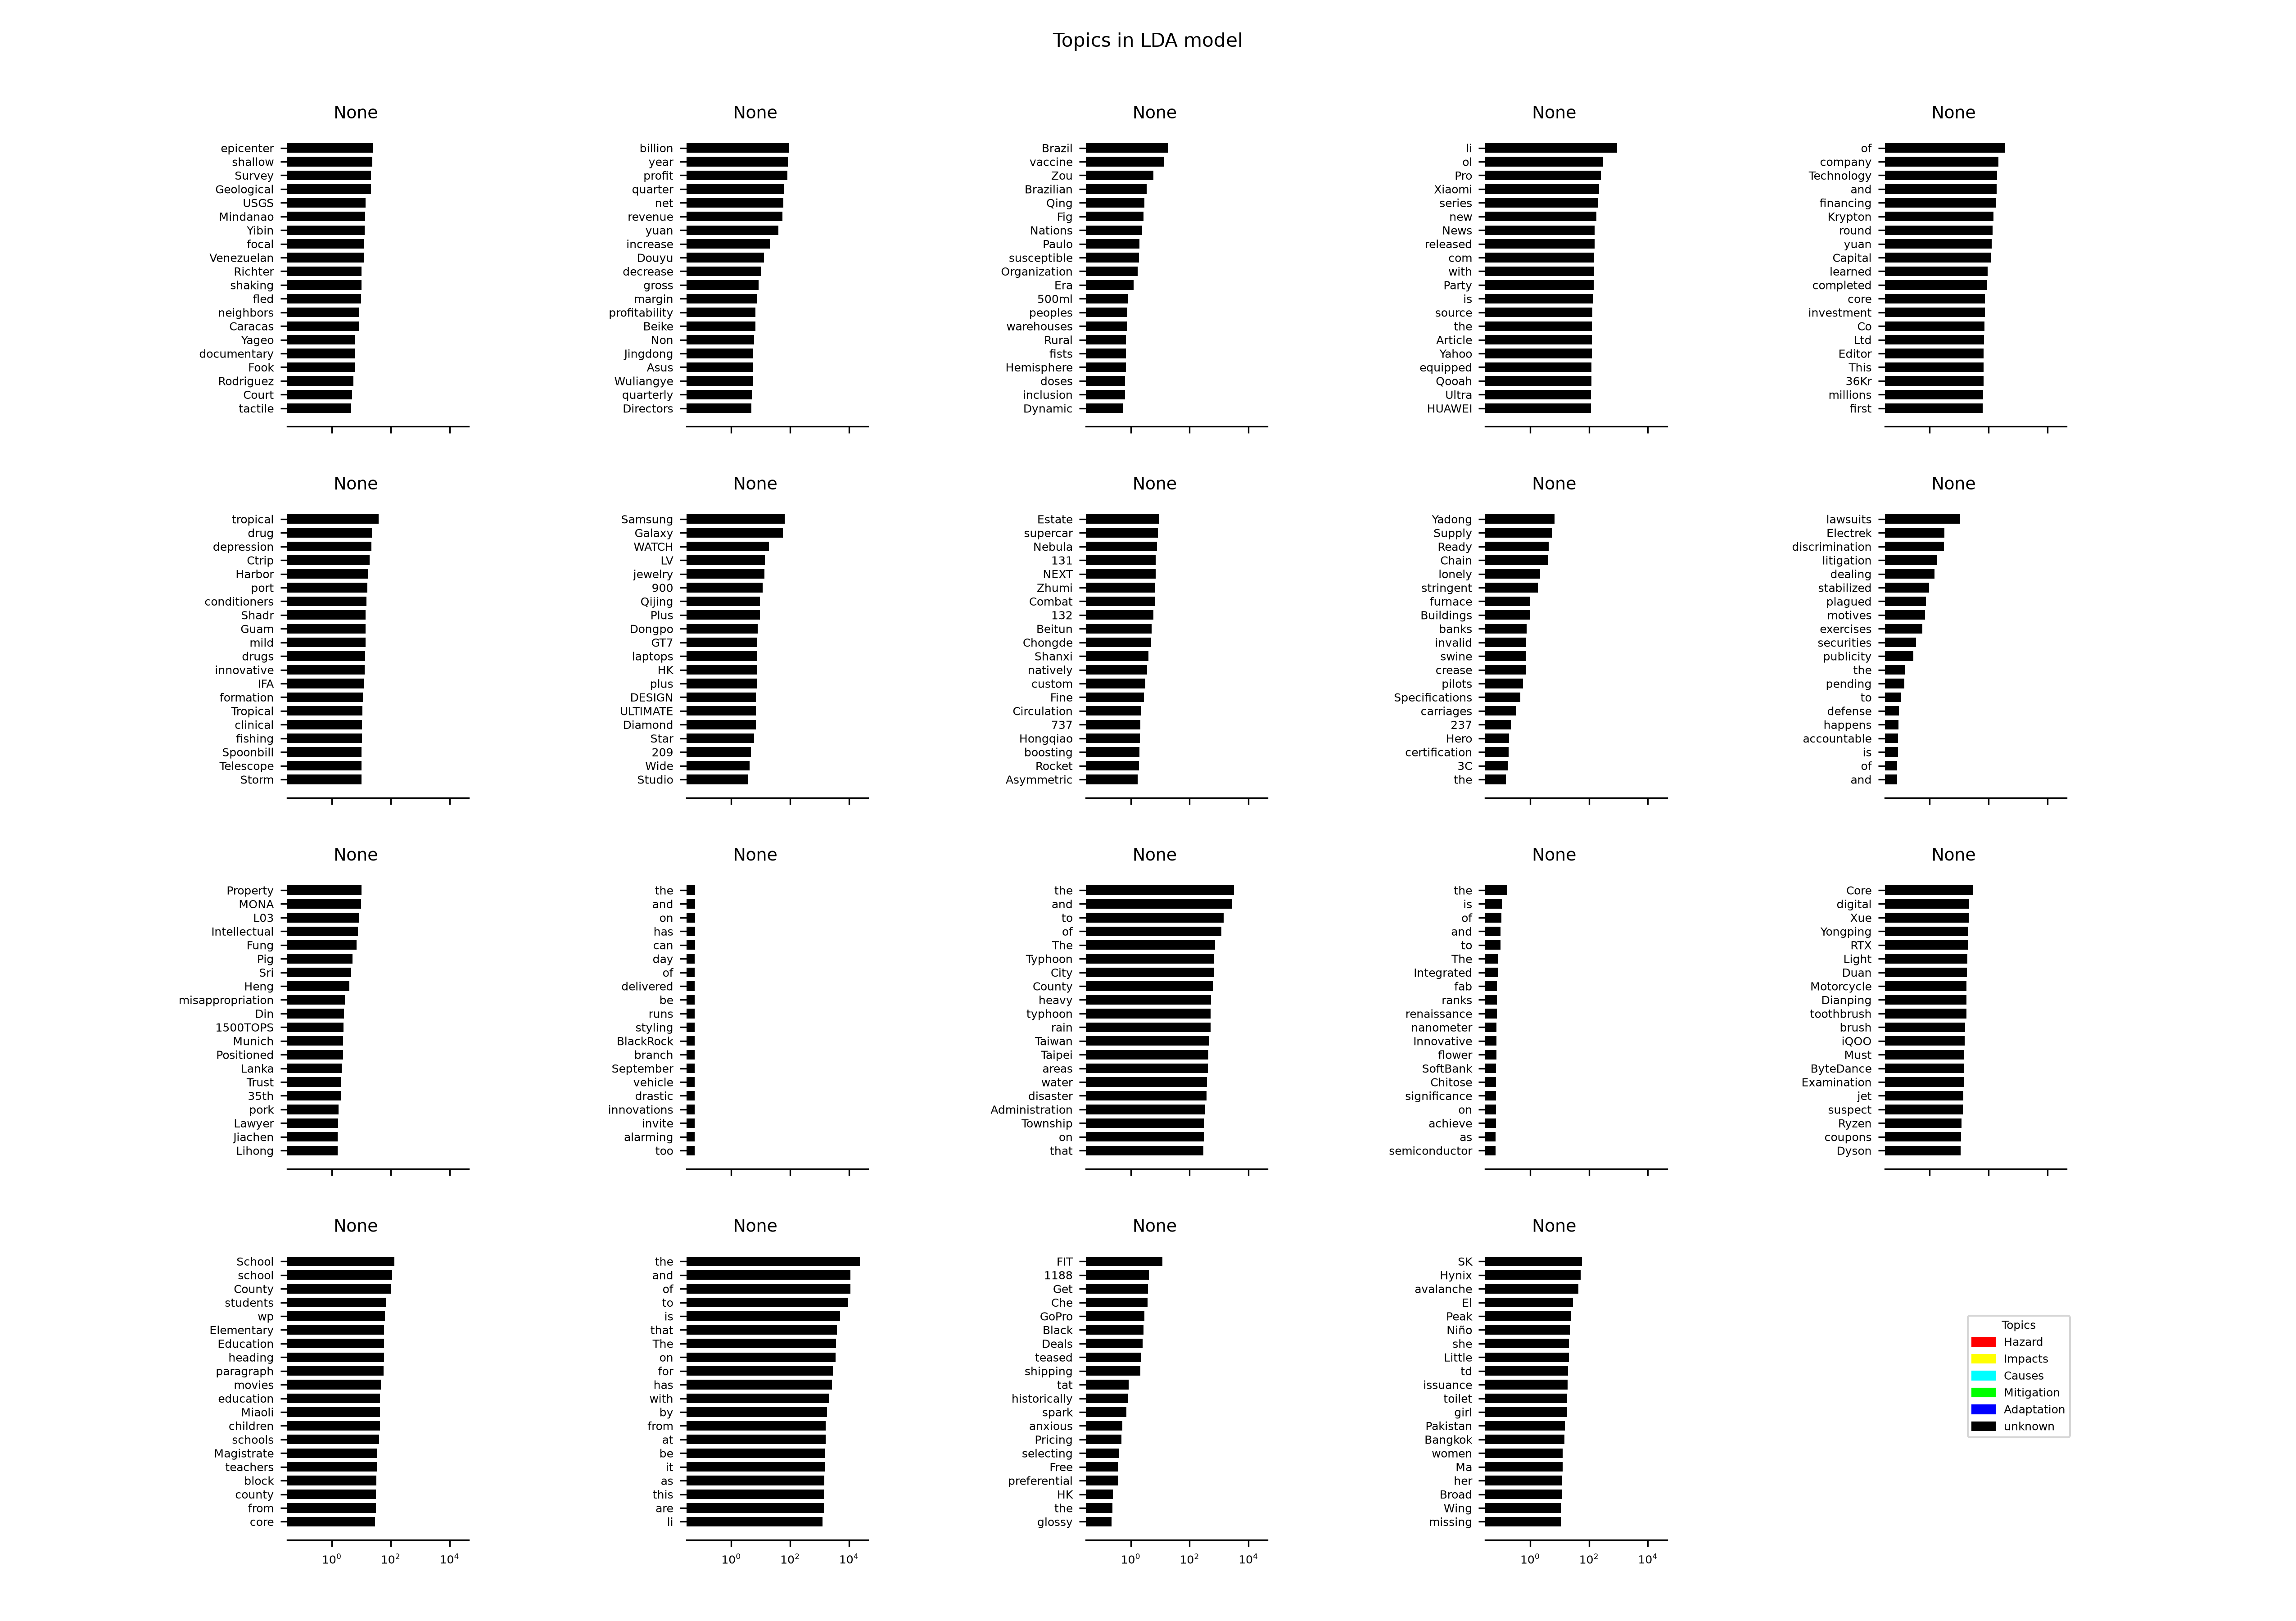 Topics in LDA model
None
epicenter
shallow
Survey
Geological
USGS
Mindanao
Yibin
focal
Venezuelan
Richter
shaking
fled
neighbors
Caracas
Yageo
documentary
Fook
Rodriguez
Court
tactile
None
billion
year
profit
quarter
net
revenue
yuan
increase
Douyu
decrease
gross
margin
profitability
Beike
Non
Jingdong
Asus
Wuliangye
quarterly
Directors
None
Brazil
vaccine
Zou
Brazilian
Qing
Fig
Nations
Paulo
susceptible
Organization
Era
500ml
peoples
warehouses
Rural
fists
Hemisphere
doses
inclusion
Dynamic
None
li
ol
Pro
Xiaomi
series
new
News
released
com
with
Party
is
source
the
Article
Yahoo
equipped
Qooah
Ultra
HUAWEI
None
of
company
Technology
and
financing
Krypton
round
yuan
Capital
learned
completed
core
investment
Co
Ltd
Editor
This
36Kr
millions
first
None
tropical
drug
depression
Ctrip
Harbor
port
conditioners
Shadr
Guam
mild
drugs
innovative
IFA
formation
Tropical
clinical
fishing
Spoonbill
Telescope
Storm
None
Samsung
Galaxy
WATCH
LV
jewelry
900
Qijing
Plus
Dongpo
GT7
laptops
HK
plus
DESIGN
ULTIMATE
Diamond
Star
209
Wide
Studio
None
Estate
supercar
Nebula
131
NEXT
Zhumi
Combat
132
Beitun
Chongde
Shanxi
natively
custom
Fine
Circulation
737
Hongqiao
boosting
Rocket
Asymmetric
None
Yadong
Supply
Ready
Chain
lonely
stringent
furnace
Buildings
banks
invalid
swine
crease
pilots
Specifications
carriages
237
Hero
certification
3C
the
None
lawsuits
Electrek
discrimination
litigation
dealing
stabilized
plagued
motives
exercises
securities
publicity
the
pending
to
defense
happens
accountable
is
of
and
None
Property
MONA
L03
Intellectual
Fung
Pig
Sri
Heng
misappropriation
Din
1500TOPS
Munich
Positioned
Lanka
Trust
35th
pork
Lawyer
Jiachen
Lihong
None
the
and
on
has
can
day
of
delivered
be
runs
styling
BlackRock
branch
September
vehicle
drastic
innovations
invite
alarming
too
None
the
and
to
of
The
Typhoon
City
County
heavy
typhoon
rain
Taiwan
Taipei
areas
water
disaster
Administration
Township
on
that
None
the
is
of
and
to
The
Integrated
fab
ranks
renaissance
nanometer
Innovative
flower
SoftBank
Chitose
significance
on
achieve
as
semiconductor
None
Core
digital
Xue
Yongping
RTX
Light
Duan
Motorcycle
Dianping
toothbrush
brush
iQOO
Must
ByteDance
Examination
jet
suspect
Ryzen
coupons
Dyson
None
School
school
County
students
wp
Elementary
Education
heading
paragraph
movies
education
Miaoli
children
schools
Magistrate
teachers
block
county
from
core
10⁰ 10² 10⁴
None
the
and
of
to
is
that
The
on
for
has
with
by
from
at
be
it
as
this
are
li
10⁰ 10² 10⁴
None
FIT
1188
Get
Che
GoPro
Black
Deals
teased
shipping
tat
historically
spark
anxious
Pricing
selecting
Free
preferential
HK
the
glossy
10⁰ 10² 10⁴
None
SK
Hynix
avalanche
El
Peak
Niño
she
Little
td
issuance
toilet
girl
Pakistan
Bangkok
women
Ma
her
Broad
Wing
missing
10⁰ 10² 10⁴
Topics
Hazard
Impacts
Causes
Mitigation
Adaptation
unknown